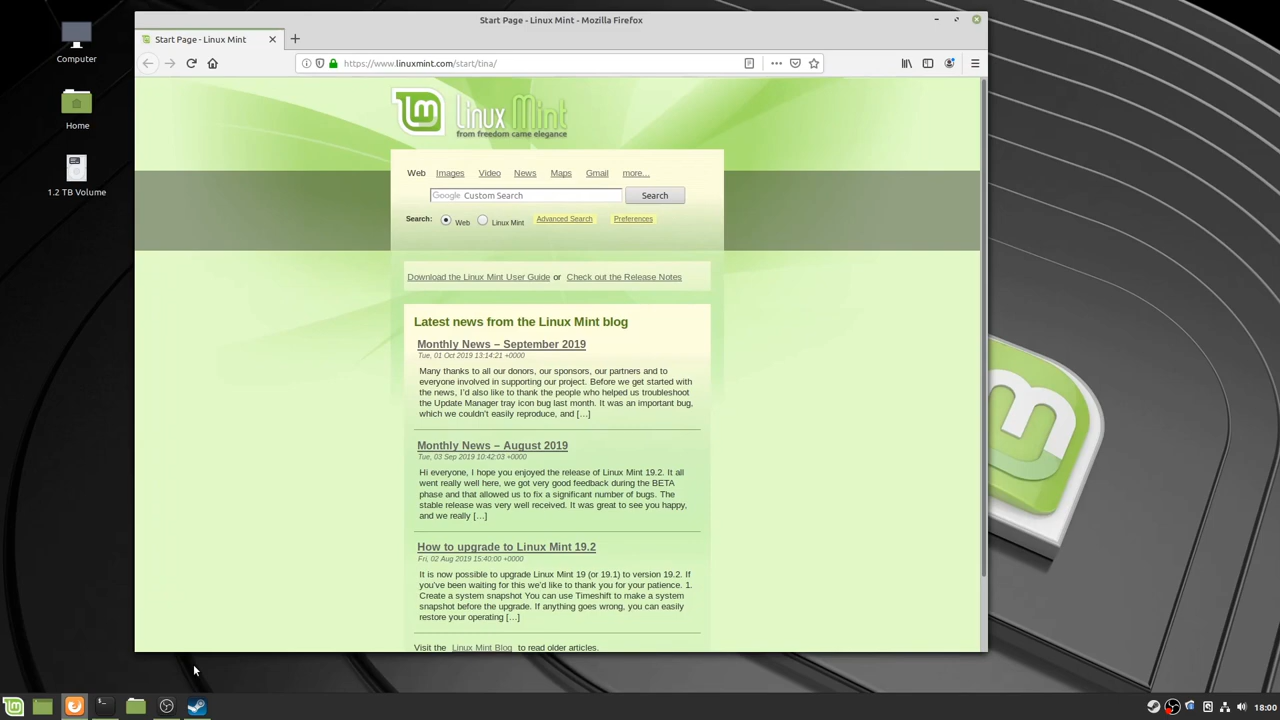 Start Page - Linux Mint - Mozilla Firefox
Start Page - Linux Mint
https://www.linuxmint.com/start/tina/
Computer
Home
1.2 TB Volume
Linux Mint
from freedom came elegance
Web Images Video News Maps Gmail more...
Google Custom Search Search
Search: Web Linux Mint Advanced Search Preferences
Download the Linux Mint User Guide or Check out the Release Notes
Latest news from the Linux Mint blog
Monthly News – September 2019
Tue, 01 Oct 2019 13:14:21 +0000
Many thanks to all our donors, our sponsors, our partners and to
everyone involved in supporting our project. Before we get started with
the news, I’d also like to thank the people who helped us troubleshoot
the Update Manager tray icon bug last month. It was an important bug,
which we couldn’t easily reproduce, and […]
Monthly News – August 2019
Tue, 03 Sep 2019 10:42:03 +0000
Hi everyone, I hope you enjoyed the release of Linux Mint 19.2. It all
went really well here, we got very good feedback during the BETA
phase and that allowed us to fix a significant number of bugs. The
stable release was very well received. It was great to see you happy,
and we really […]
How to upgrade to Linux Mint 19.2
Fri, 02 Aug 2019 15:40:00 +0000
It is now possible to upgrade Linux Mint 19 (or 19.1) to version 19.2. If
you’ve been waiting for this we’d like to thank you for your patience. 1.
Create a system snapshot You can use Timeshift to make a system
snapshot before the upgrade. If anything goes wrong, you can easily
restore your operating […]
Visit the Linux Mint Blog to read older articles.
18:00